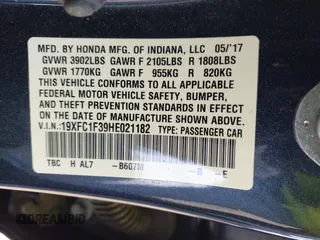 MFD. BY HONDA MFG. OF INDIANA, LLC 05/'17
GVWR 3902LBS GAWR F 2105LBS R 1808LBS
GVWR 1770KG GAWR F 955KG R 820KG
THIS VEHICLE CONFORMS TO ALL APPLICABLE
FEDERAL MOTOR VEHICLE SAFETY, BUMPER,
AND THEFT PREVENTION STANDARDS IN EFFECT
ON THE DATE OF MANUFACTURE SHOWN ABOVE.
V.I.N.:19XFC1F39HE021182 TYPE: PASSENGER CAR
TBC H AL7 -B607M - B - E
DREAMBID